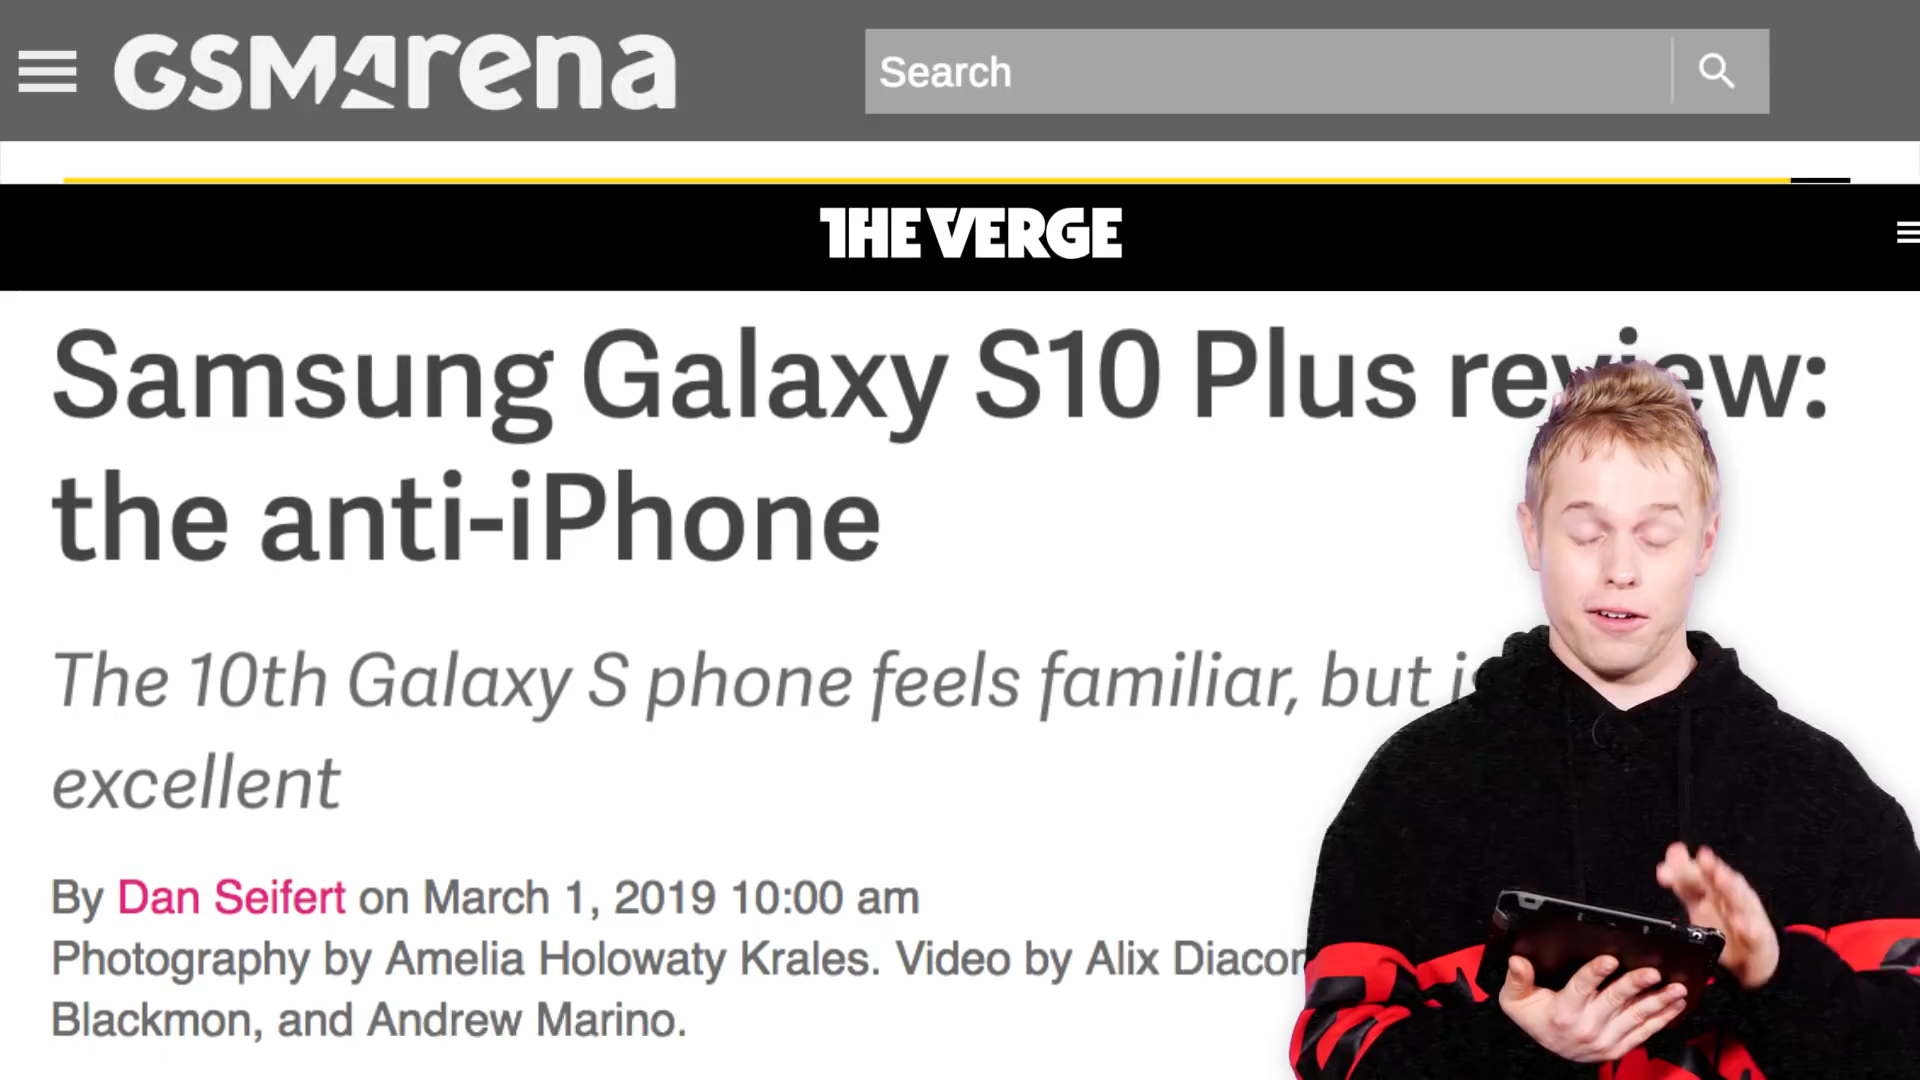 GSMArena
Search
THE VERGE
Samsung Galaxy S10 Plus review:
the anti-iPhone
The 10th Galaxy S phone feels familiar, but
excellent
By Dan Seifert on March 1, 2019 10:00 am
Photography by Amelia Holowaty Krales. Video by Alix
Blackmon, and Andrew Marino.